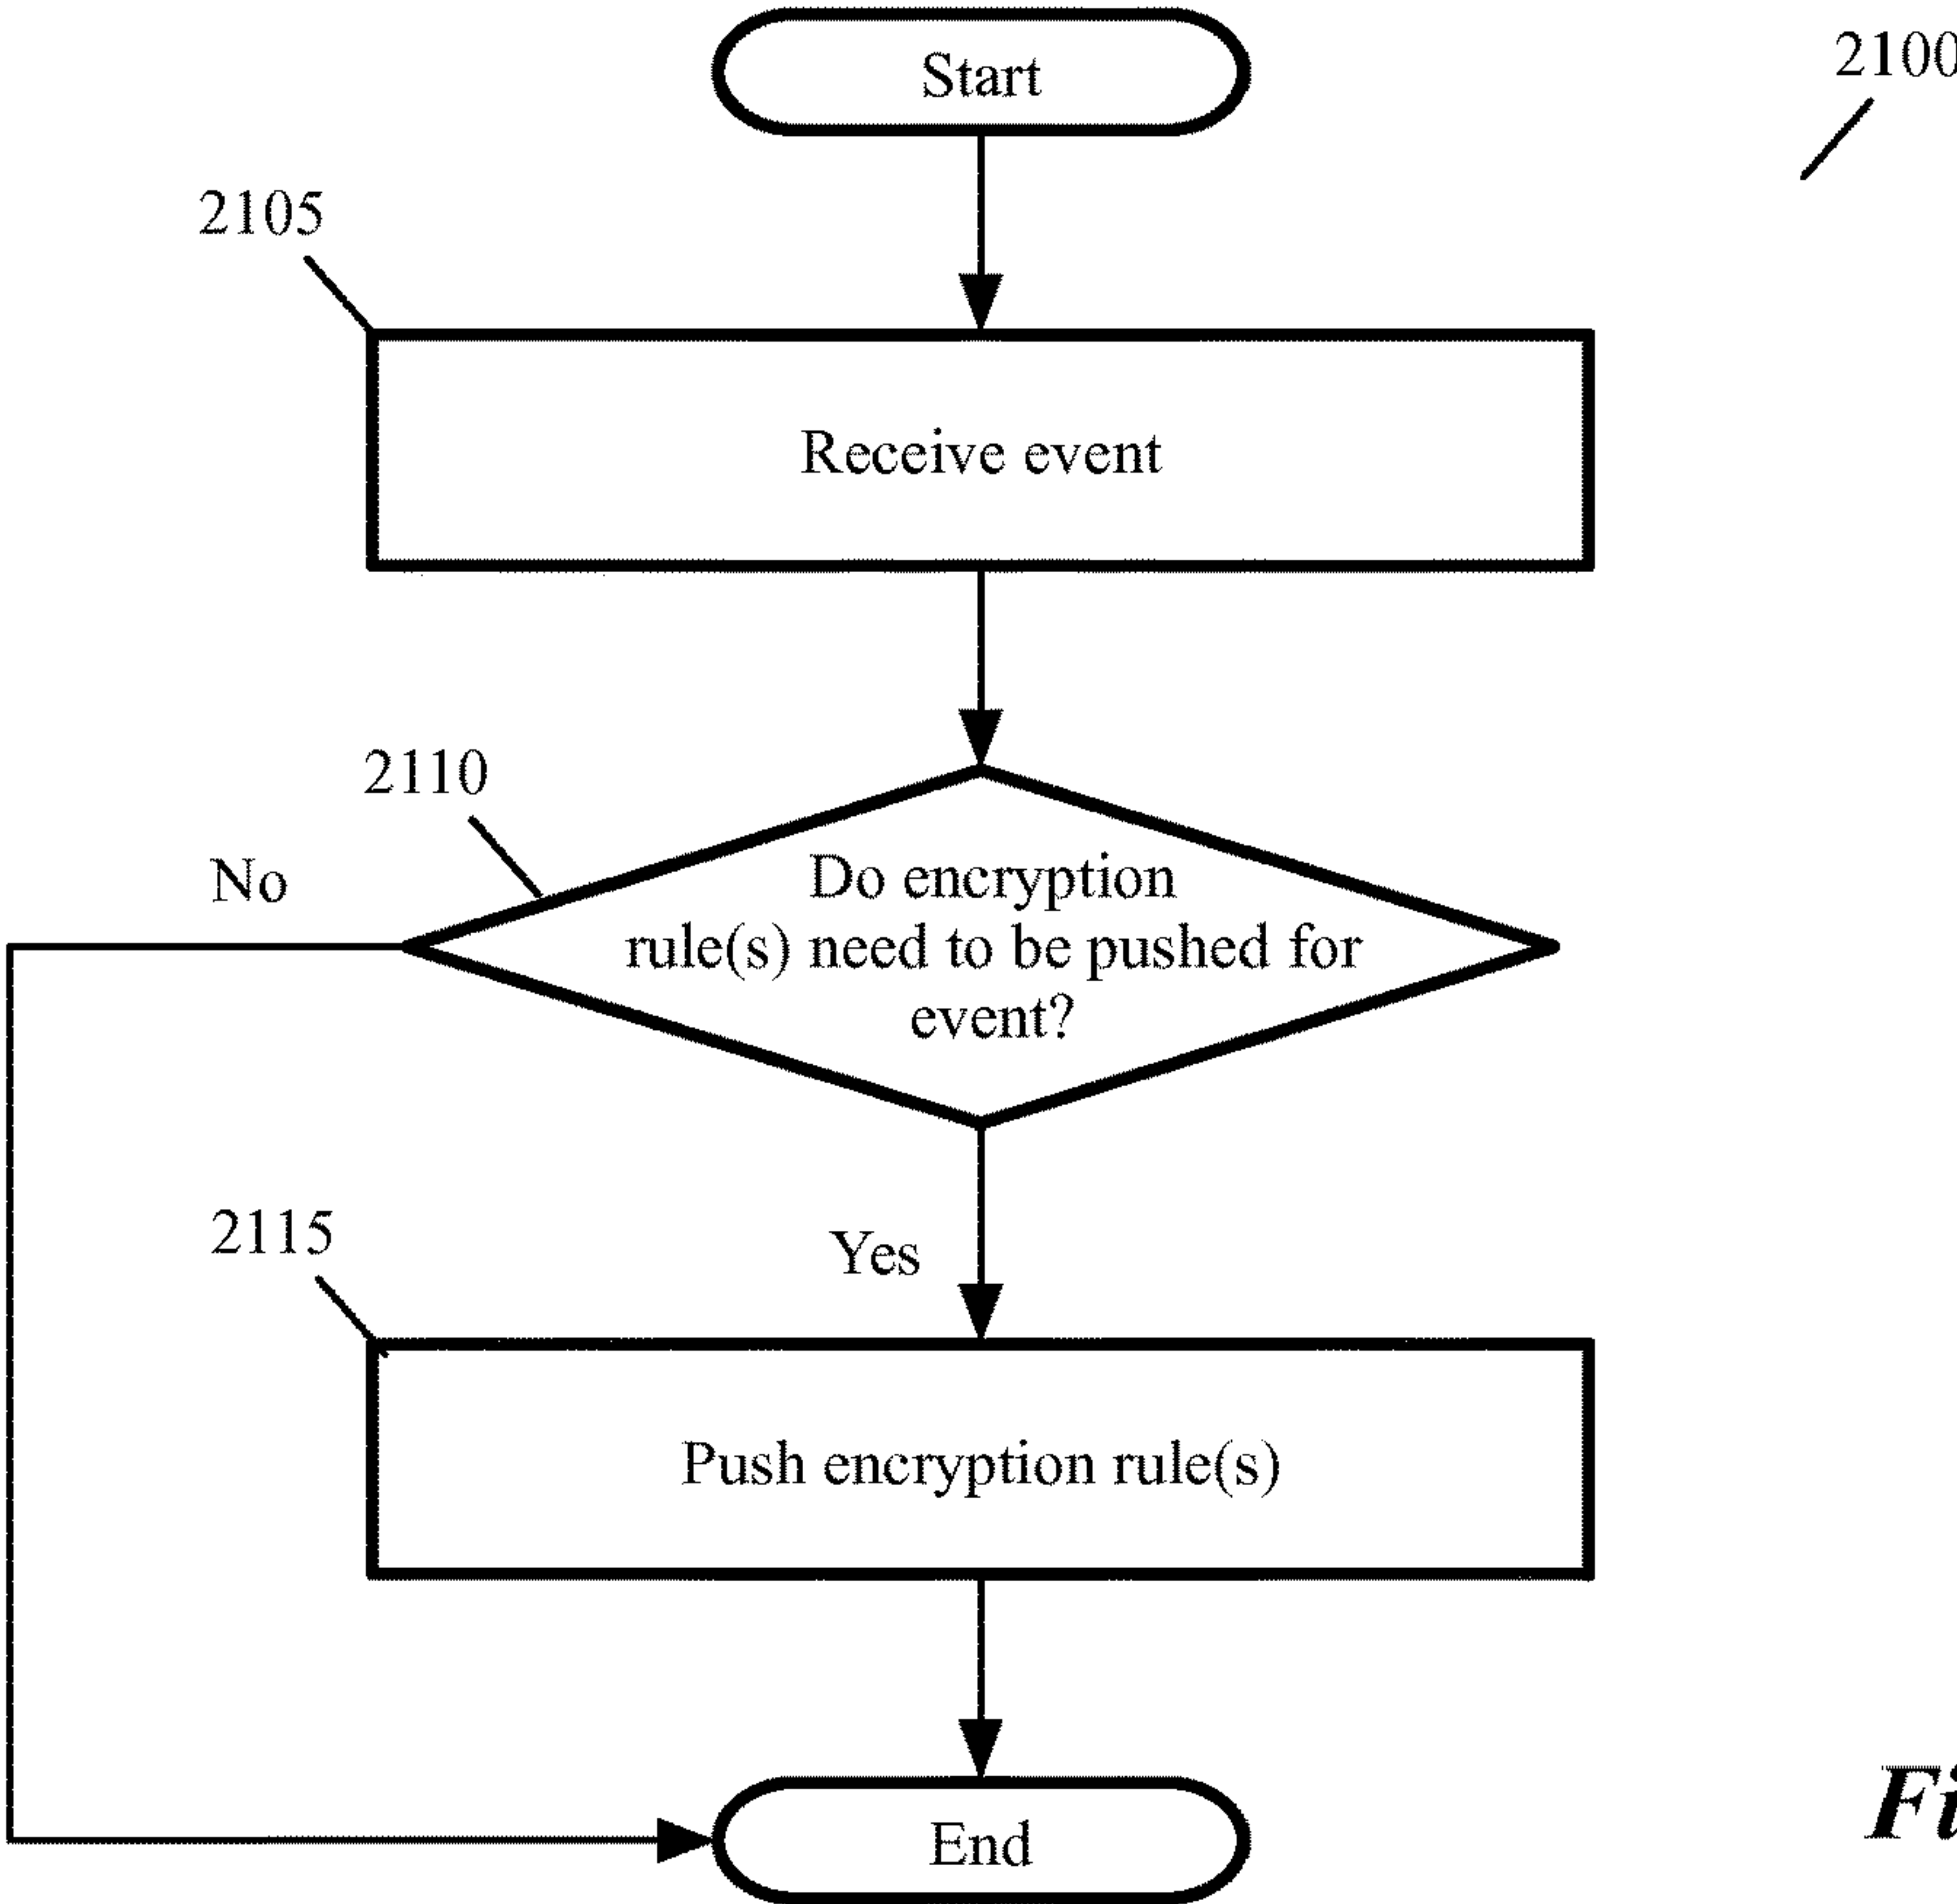 Start
2100
2105
Receive event
2110
No
Do encryption
rule(s) need to be pushed for
event?
2115
Yes
Push encryption rule(s)
End